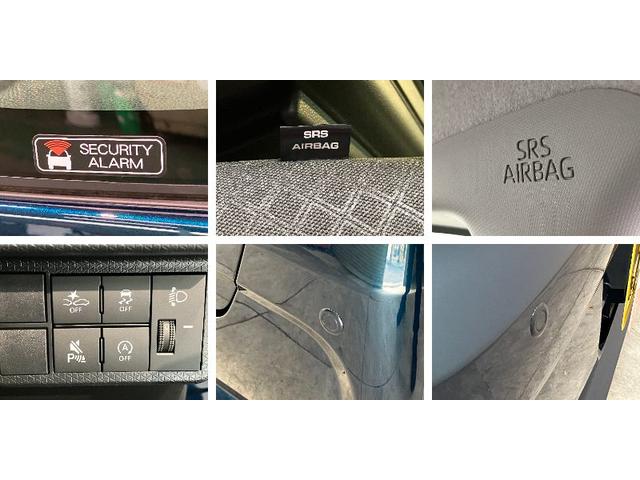 SECURITY
ALARM
SRS
AIRBAG
SRS
AIRBAG
OFF
OFF
P
A
OFF